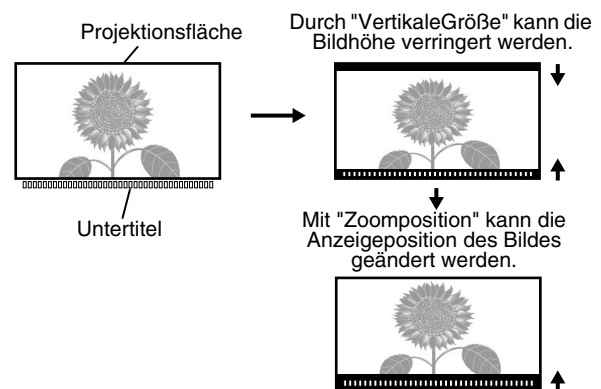 Projektionsfläche
Untertitel
Durch "VertikaleGröße" kann die
Bildhöhe verringert werden.
Mit "Zoomposition" kann die
Anzeigeposition des Bildes
geändert werden.